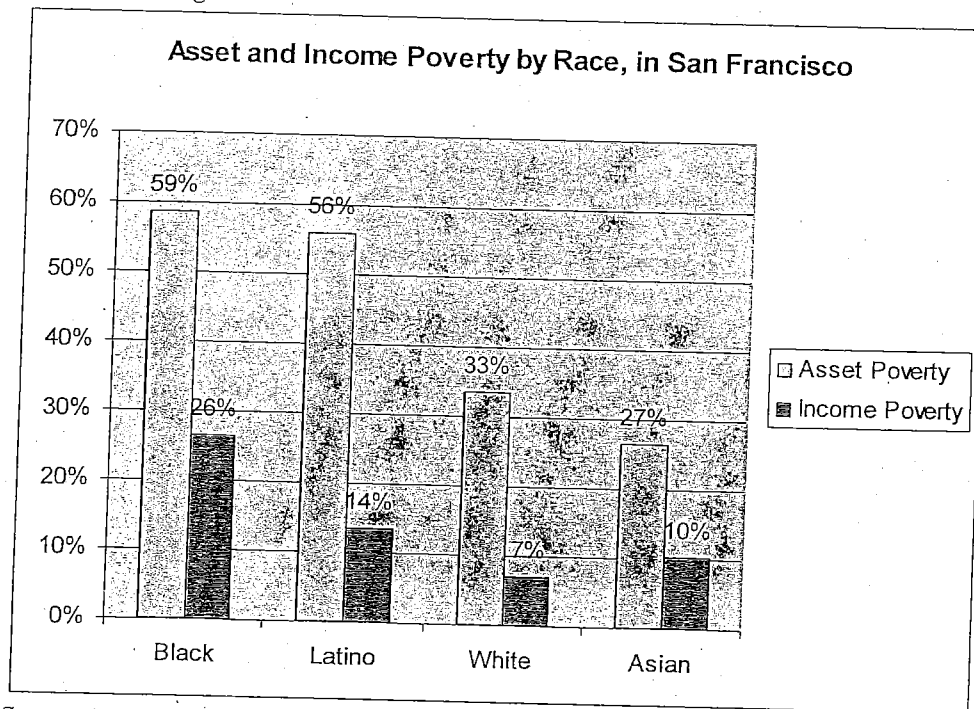 Asset and Income Poverty by Race, in San Francisco
70%
60%
50%
40%
30%
20%
10%
0%
59%
26%
56%
14%
33%
7%
27%
10%
Black
Latino
White
Asian
Asset Poverty
Income Poverty